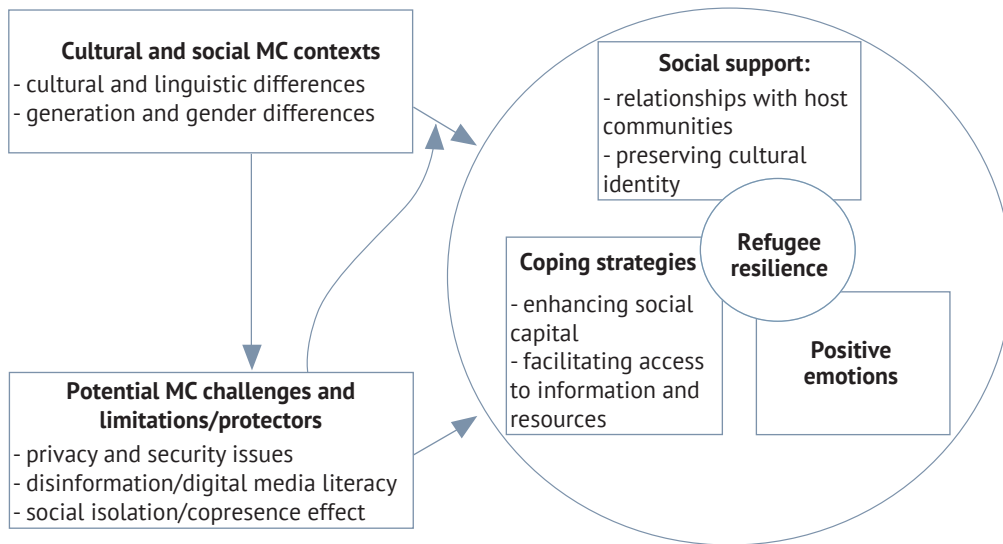 Cultural and social MC contexts
- cultural and linguistic differences
- generation and gender differences
Potential MC challenges and
limitations/protectors
- privacy and security issues
- disinformation/digital media literacy
- social isolation/copresence effect
Social support:
- relationships with host
communities
- preserving cultural
identity
Refugee
resilience
Coping strategies
- enhancing social
capital
- facilitating access
to information and
resources
Positive
emotions